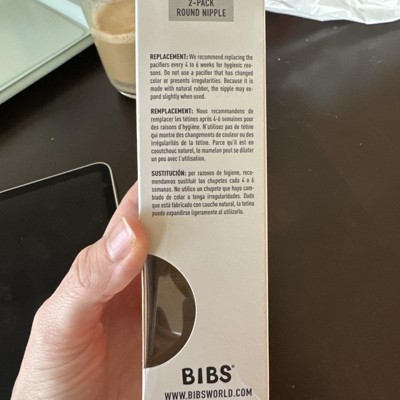 2-PACK
ROUND NIPPLE
REPLACEMENT: We recommend replacing the
pacifiers every 4 to 6 weeks for hygienic rea-
sons. Do not use a pacifier that has changed
color or presents irregularities. Because it is
made with natural rubber, the nipple may ex-
pand slightly when used.
REMPLACEMENT: Nous recommandons de
remplacer les tétines après 4-6 semaines pour
des raisons d'hygiène. N'utilisez pas de tétine
qui montre des changements de couleur ou des
irrégularités de la tétine. Parce qu'il est en
caoutchouc naturel, le mamelon peut se dilater
un peu avec l'utilisation.
SUSTITUCIÓN: por razones de higiene, reco-
mendamos sustituir los chupetes cada 4 o 6
semanas. No utilice un chupete que haya cam-
biado de color o tenga irregularidades. Dado
que está fabricado con caucho natural, la tetina
puede expandirse ligeramente al utilizarlo.
BIBS®
WWW.BIBSWORLD.COM